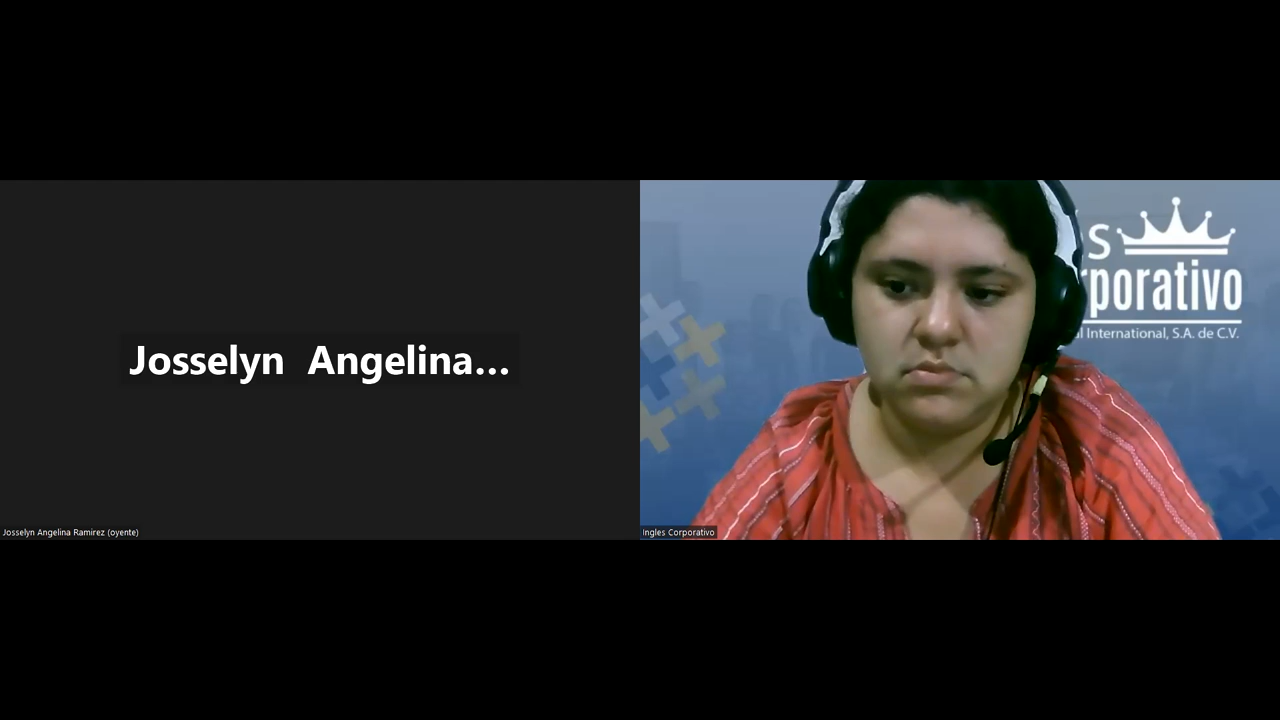 Josselyn Angelina...
Josselyn Angelina Ramirez (oyente)
s
rporativo
l International, S.A. de C.V.
Ingles Corporativo